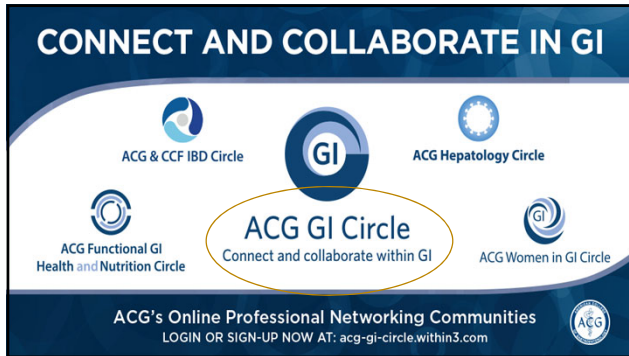 CONNECT AND COLLABORATE IN GI
ACG & CCF IBD Circle
GI
ACG Hepatology Circle
ACG Functional GI
Health and Nutrition Circle
ACG GI Circle
Connect and collaborate within GI
GI
ACG Women in GI Circle
ACG's Online Professional Networking Communities
LOGIN OR SIGN-UP NOW AT: acg-gi-circle.within3.com
ACG